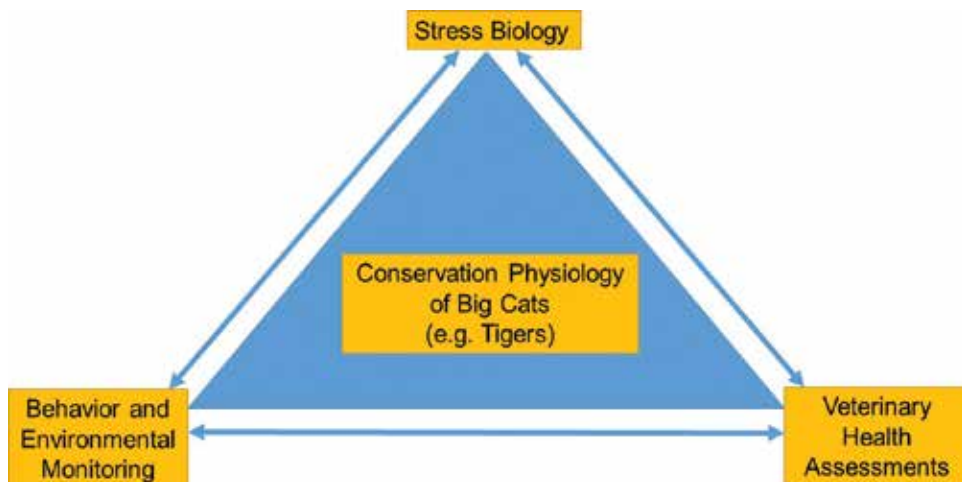 Stress Biology
Conservation Physiology
of Big Cats
(e.g. Tigers)
Behavior and
Environmental
Monitoring
Veterinary
Health
Assessments